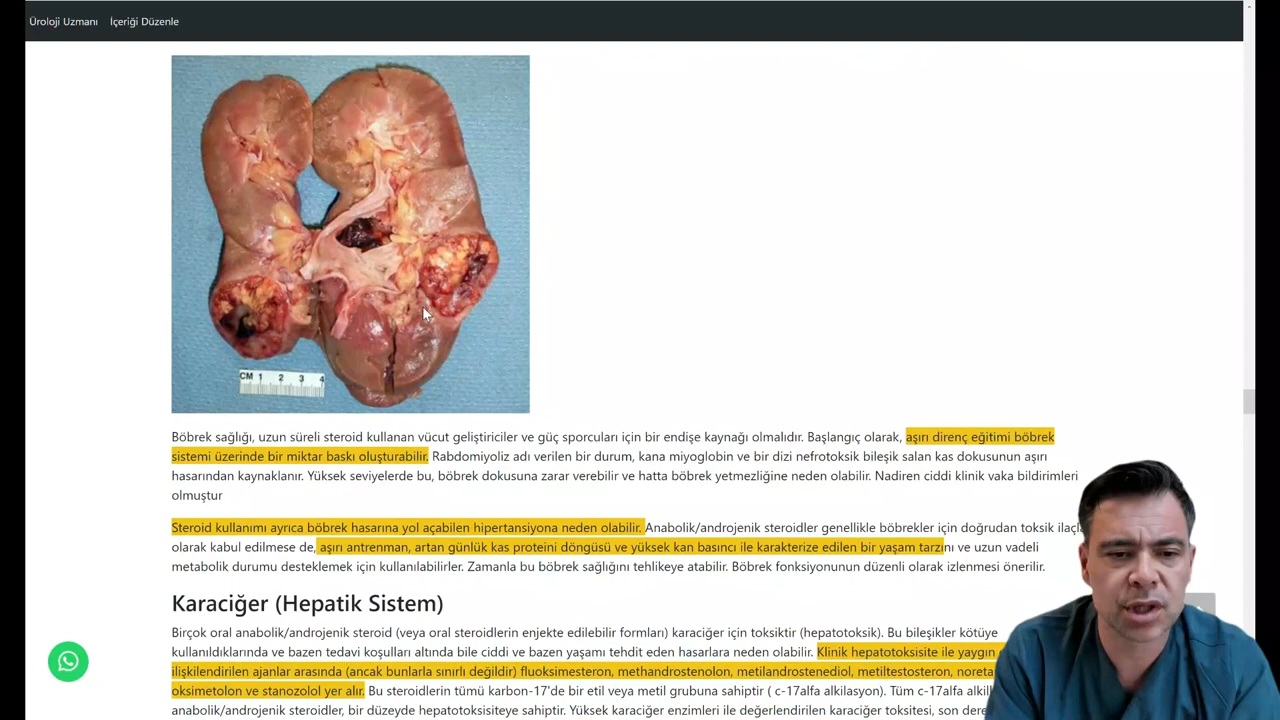 Üroloji Uzmanı İçeriği Düzenle
CM 1 2 3 4
Böbrek sağlığı, uzun süreli steroid kullanan vücut geliştiriciler ve güç sporcuları için bir endişe kaynağı olmalıdır. Başlangıç olarak, aşırı direnç eğitimi böbrek
sistemi üzerinde bir miktar baskı oluşturabilir. Rabdomiyoliz adı verilen bir durum, kana miyoglobin ve bir dizi nefrotoksik bileşik salan kas dokusunun aşırı
hasarından kaynaklanır. Yüksek seviyelerde bu, böbrek dokusuna zarar verebilir ve hatta böbrek yetmezliğine neden olabilir. Nadiren ciddi klinik vaka bildirimleri
olmuştur
Steroid kullanımı ayrıca böbrek hasarına yol açabilen hipertansiyona neden olabilir. Anabolik/androjenik steroidler genellikle böbrekler için doğrudan toksik
olarak kabul edilmese de, aşırı antrenman, artan günlük kas proteini döngüsü ve yüksek kan basıncı ile karakterize edilen bir yaşam tarzını ve uzun vadeli
metabolik durumu desteklemek için kullanılabilirler. Zamanla bu böbrek sağlığını tehlikeye atabilir. Böbrek fonksiyonunun düzenli olarak izlenmesi önerilir.
Karaciğer (Hepatik Sistem)
Birçok oral anabolik/androjenik steroid (veya oral steroidlerin enjekte edilebilir formları) karaciğer için toksiktir (hepatotoksik). Bu bileşikler kötüye
kullanıldıklarında ve bazen tedavi koşulları altında bile ciddi ve bazen yaşamı tehdit eden hasarlara neden olabilir. Klinik hepatotoksisite ile yaygın
ilişkilendirilen ajanlar arasında (ancak bunlarla sınırlı değildir) fluoksimesteron, methandrostenolon, metilandrostenediol, metiltestosteron,
oksimetolon ve stanozolol yer alır. Bu steroidlerin tümü karbon-17'de bir etil veya metil grubuna sahiptir ( c-17alfa alkilasyon). Tüm c-17alfa
anabolik/androjenik steroidler, bir düzeyde hepatotoksisiteye sahiptir. Yüksek karaciğer enzimleri ile değerlendirilen karaciğer toksitesi, son